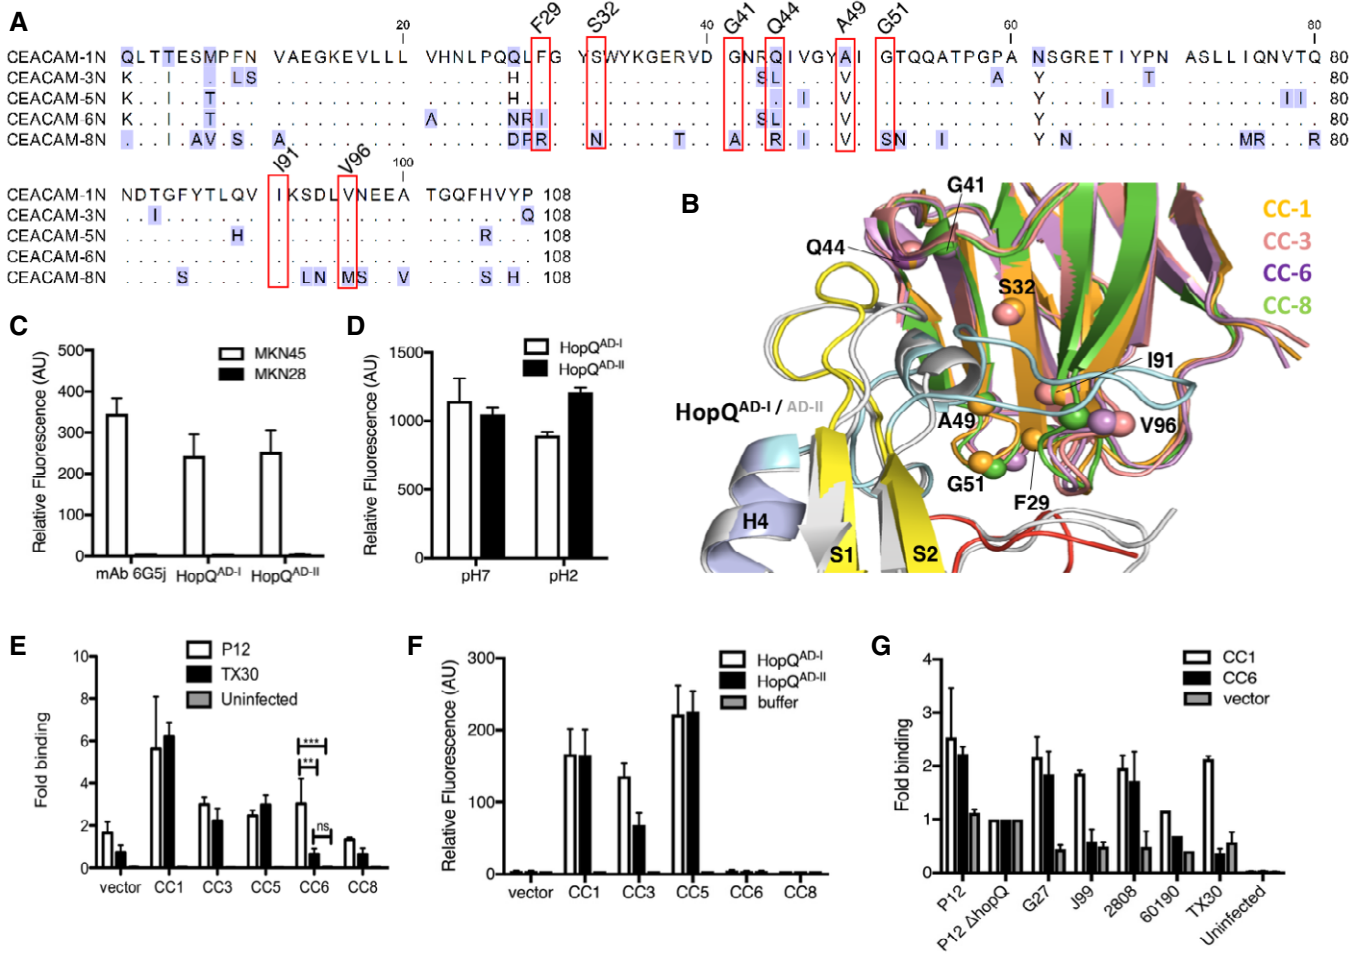 A
20 F29 S32 40 G41 Q44 A49 G51 60 80
CEACAM-1N QLTTESMPFN VAEGKEVLLL VHNLPQQLFG YSWYKGERVD GNRQIVGYAI GTQQATPGPA NSGRETIYPN ASLLIQNVTQ 80
CEACAM-3N K. . I . . . . LS . . . . . . . . . . . . . . . . H . . . . . . . . . . . . . . . SL . . . . V . . . . . . . . . . A Y . . . . . . . T . . . . . . . . . . . 80
CEACAM-5N K. . I . . T . . . . . . . . . . . . . . . . . . . H . . . . . . . . . . . . . . . . . I . . V . . . . . . . . . . . Y . . . . I . . . . . . . . . . . II . 80
CEACAM-6N K. . I . . T . . . . . . . . . . . . . A . . . . . NRI . . . . . . . . . . . . . SL . . . . V . . . . . . . . . . . Y . . . . . . . . . . . . . . . . . . . 80
CEACAM-8N . . . I . AV . S . A . . . . . . . . . . . . . . . DPR . . N . . . . . T . A . . R . I . . V . SN . . I . . . . . Y . N . . . . . . . . . . . MR . . R 80
I91 V96 100
CEACAM-1N NDTGFYTLQV IKSDLVNEEA TGQFHVYP 108
CEACAM-3N . . I . . . . . . . . . . . . . . . . . . . . . . . . . . Q 108
CEACAM-5N . . . . . . . . H . . . . . . . . . . . . . . . . R . . . 108
CEACAM-6N . . . . . . . . . . . . . . . . . . . . . . . . . . . . 108
CEACAM-8N . . . . S . . . . . . . LN . MS . . V . . . . S . H . 108
B
G41
Q44
S32
I91
A49
V96
G51
F29
HopQAD-I / AD-II
H4
S1
S2
CC-1
CC-3
CC-6
CC-8
C
MKN45
MKN28
Relative Fluorescence (AU)
500
400
300
200
100
0
mAb 6G5j HopQAD-I HopQAD-II
D
HopQAD-I
HopQAD-II
Relative Fluorescence (AU)
1500
1000
500
0
pH7 pH2
E
P12
TX30
Uninfected
Fold binding
10
8
6
4
2
0
***
**
ns
vector CC1 CC3 CC5 CC6 CC8
F
HopQAD-I
HopQAD-II
buffer
Relative Fluorescence (AU)
300
200
100
0
vector CC1 CC3 CC5 CC6 CC8
G
CC1
CC6
vector
Fold binding
4
3
2
1
0
P12 P12 ΔhopQ G27 J99 2808 60190 TX30 Uninfected